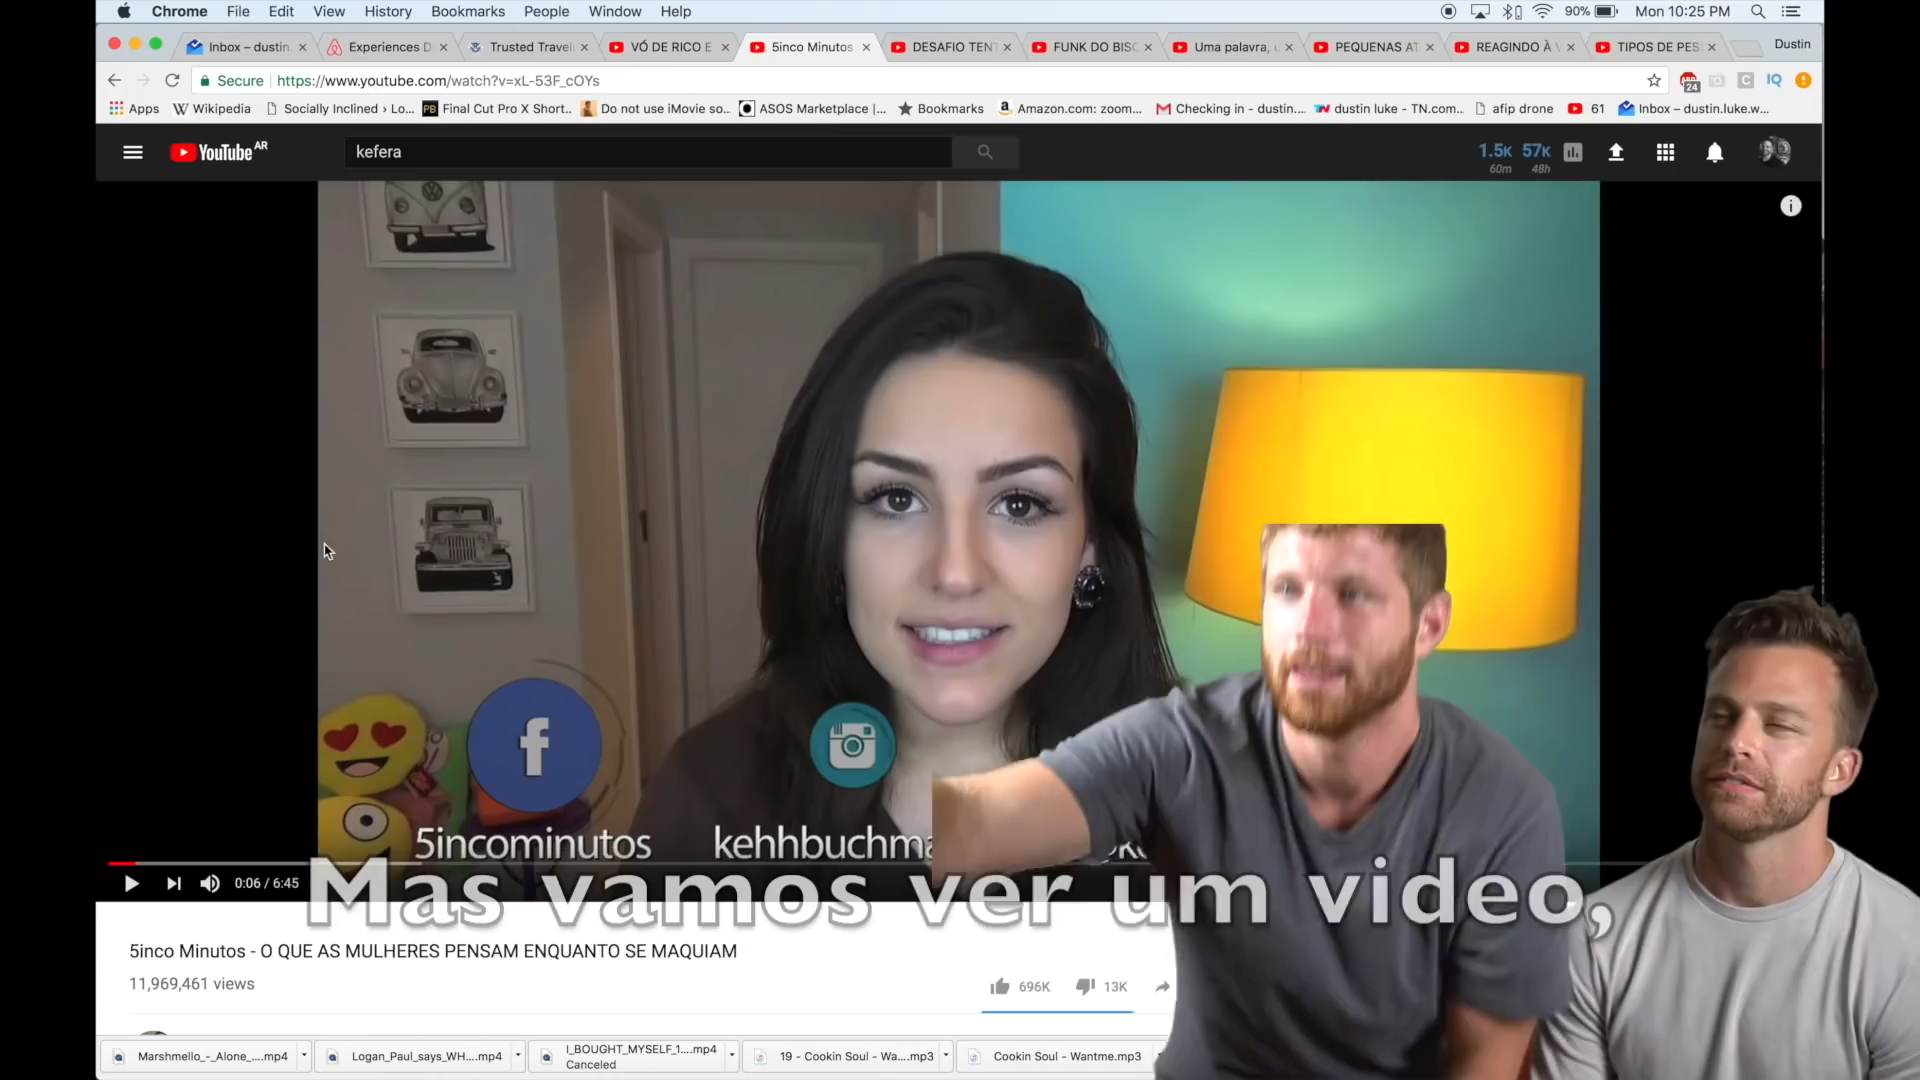 Chrome File Edit View History Bookmarks People Window Help 90% Mon 10:25 PM
Inbox – dustin. Experiences D Trusted Travel VÓ DE RICO E 5inco Minutos DESAFIO TENT FUNK DO BISC Uma palavra, PEQUENAS AT REAGINDO À V TIPOS DE PES Dustin
Secure https://www.youtube.com/watch?v=xL-53F_cOYs 24 C IQ
Apps Wikipedia Socially Inclined › Lo... Final Cut Pro X Short.. Do not use iMovie so... ASOS Marketplace |... Bookmarks Amazon.com: zoom... Checking in - dustin.... dustin luke - TN.com... afip drone 61 Inbox – dustin.luke.w...
YouTube AR kefera 1.5K 57K
60m 48h
5incominutos kehhbuchma
0:06 / 6:45
Mas vamos ver um video,
5inco Minutos - O QUE AS MULHERES PENSAM ENQUANTO SE MAQUIAM
11,969,461 views
696K 13K
Marshmello_-_Alone_....mp4 Logan_Paul_says_WH....mp4 I_BOUGHT_MYSELF_1....mp4 19 - Cookin Soul - Wa....mp3 Cookin Soul - Wantme.mp3
Canceled